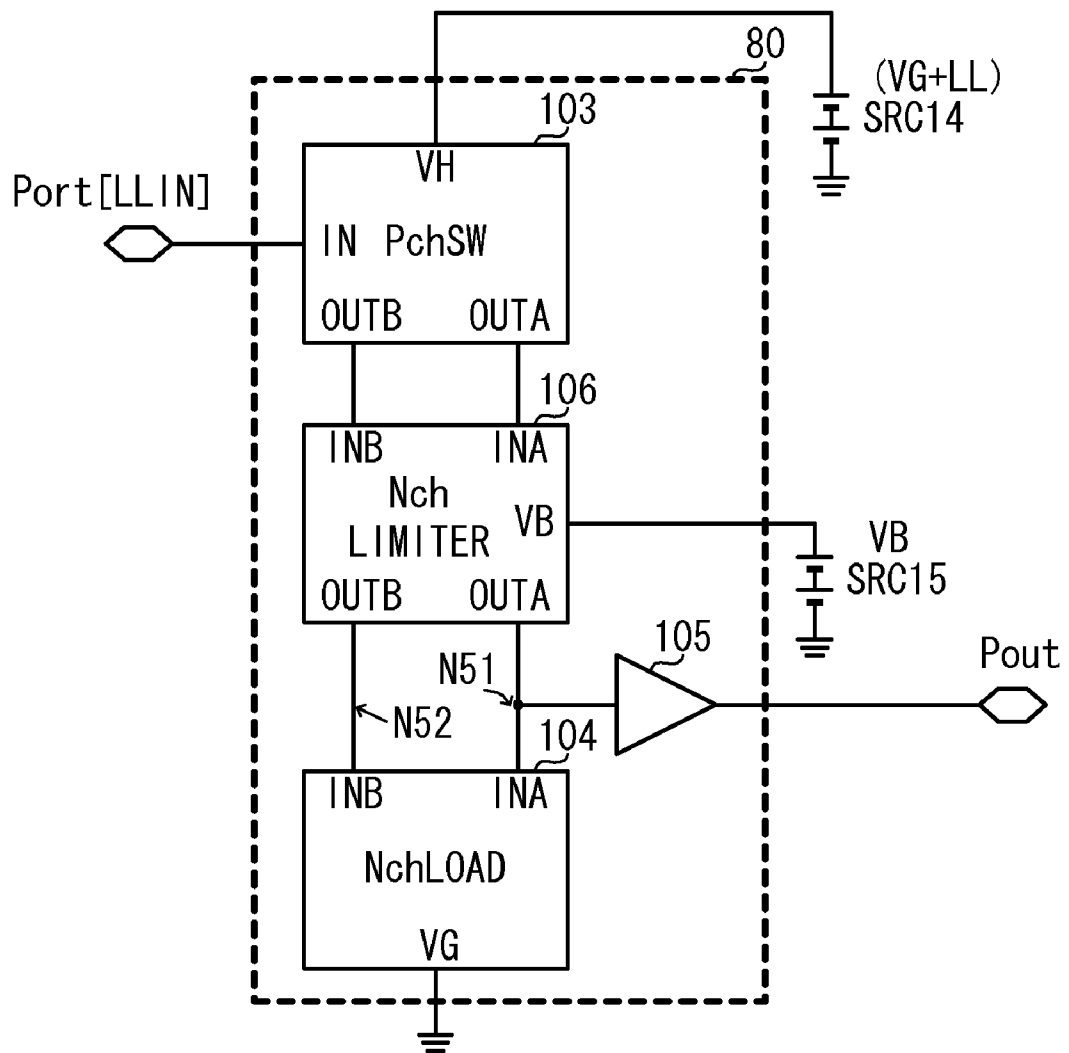 80
(VG+LL)
SRC14
103
VH
Port[LLIN]
IN PchSW
OUTB OUTA
106
INB INA
Nch
LIMITER
VB
VB
SRC15
OUTB OUTA
105
Pout
N51
N52
104
INB INA
NchLOAD
VG